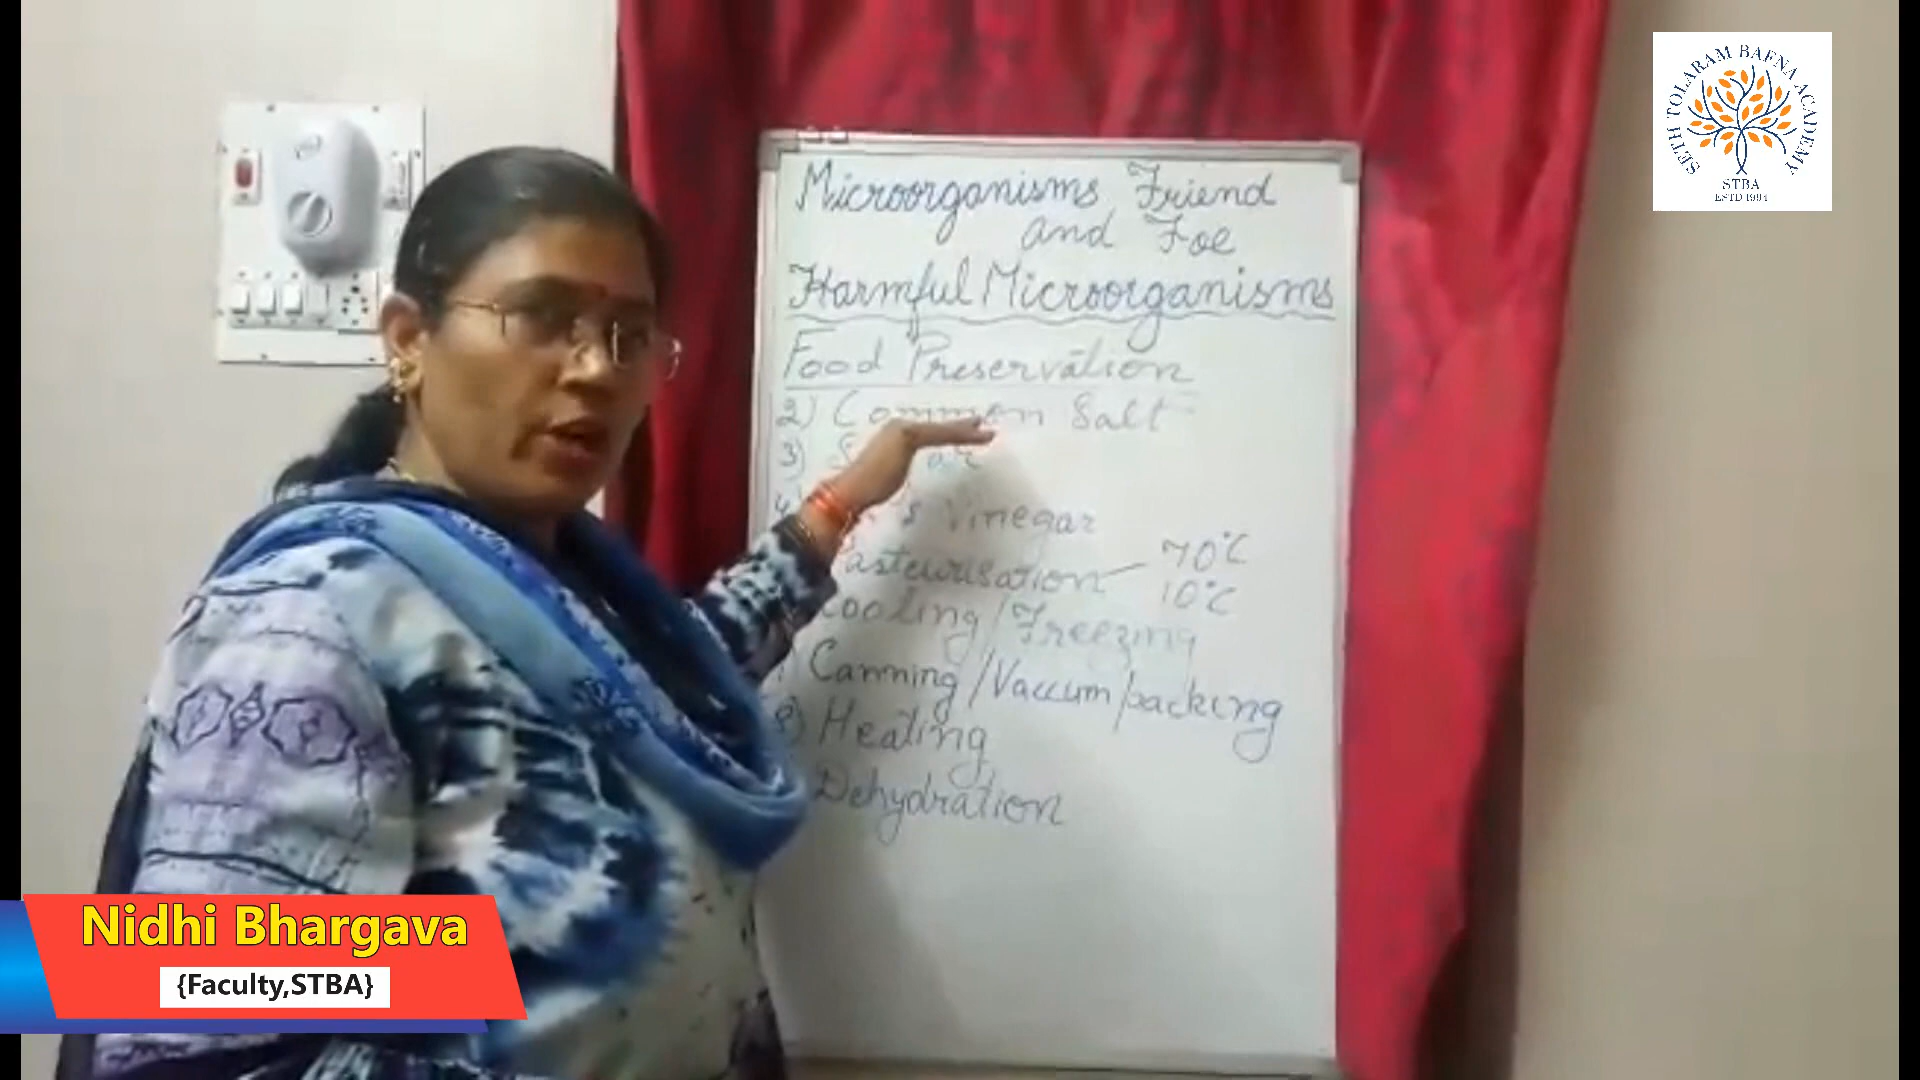 SETH TOLARAM BAFNA ACADEMY
STBA
ESTD 1994
Microorganisms Friend
and Foe
Harmful Microorganisms
Food Preservation
2) Common Salt
3)
Vinegar
Pasteurisation 70°C
10°C
Cooling/Freezing
Canning/Vaccum/packing
Heating
Dehydration
Nidhi Bhargava
{Faculty,STBA}